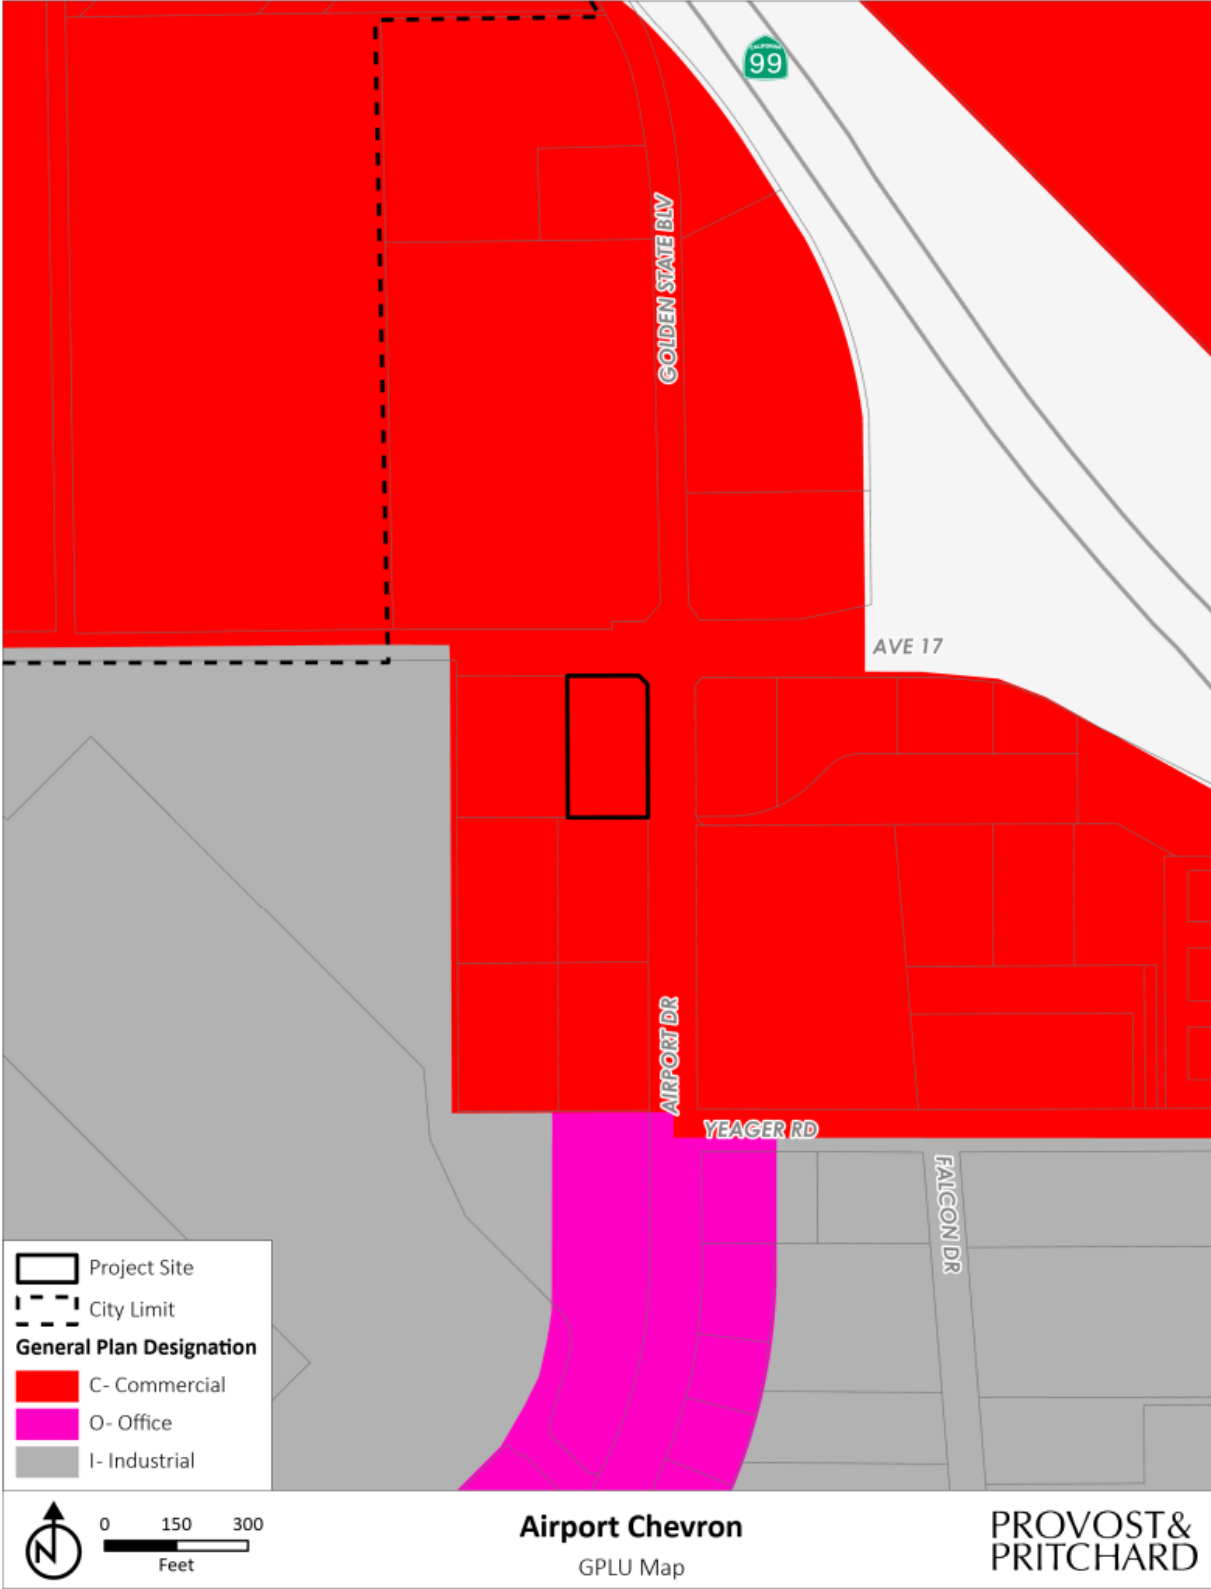 CALIFORNIA
99
GOLDEN STATE BLV
AVE 17
AIRPORT DR
YEAGER RD
FALCON DR
Project Site
City Limit
General Plan Designation
C- Commercial
O- Office
I- Industrial
N
0 150 300
Feet
Airport Chevron
GPLU Map
PROVOST&
PRITCHARD